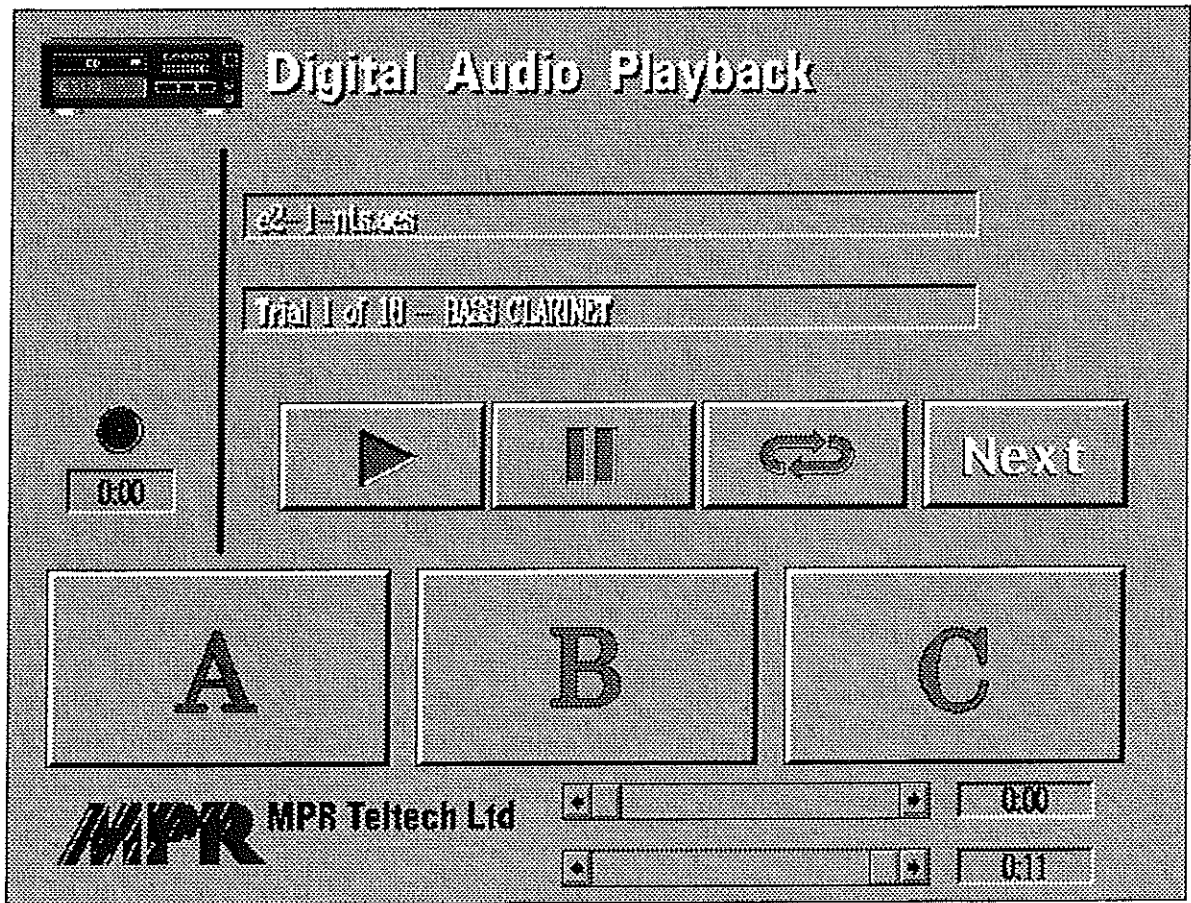 Digital Audio Playback
Trial 1 of 10 - BASS CLARINET
0:00
Next
A
B
C
MPR
MPR Teltech Ltd
0:00
0:11